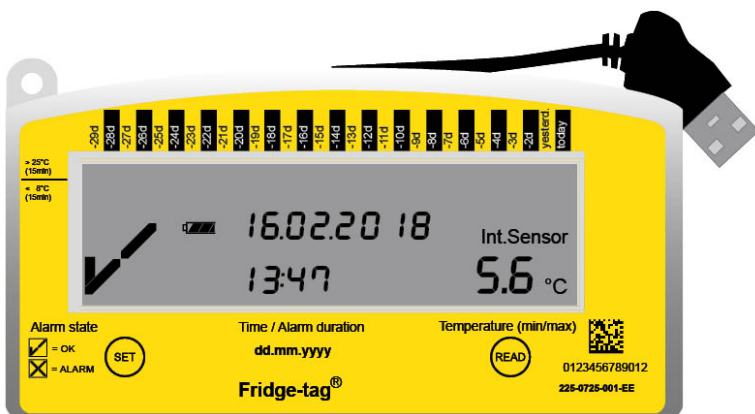 -29d -28d -27d -26d -25d -24d -23d -22d -21d -20d -19d -18d -17d -16d -15d -14d -13d -12d -11d -10d -9d -8d -7d -6d -5d -4d -3d -2d yesterd. today
> 25°C
(15min)
< 8°C
(15min)
16.02.2018
Int.Sensor
13:47
5.6 °C
Alarm state
Time / Alarm duration
Temperature (min/max)
= OK
SET
dd.mm.yyyy
READ
= ALARM
0123456789012
Fridge-tag®
225-0725-001-EE